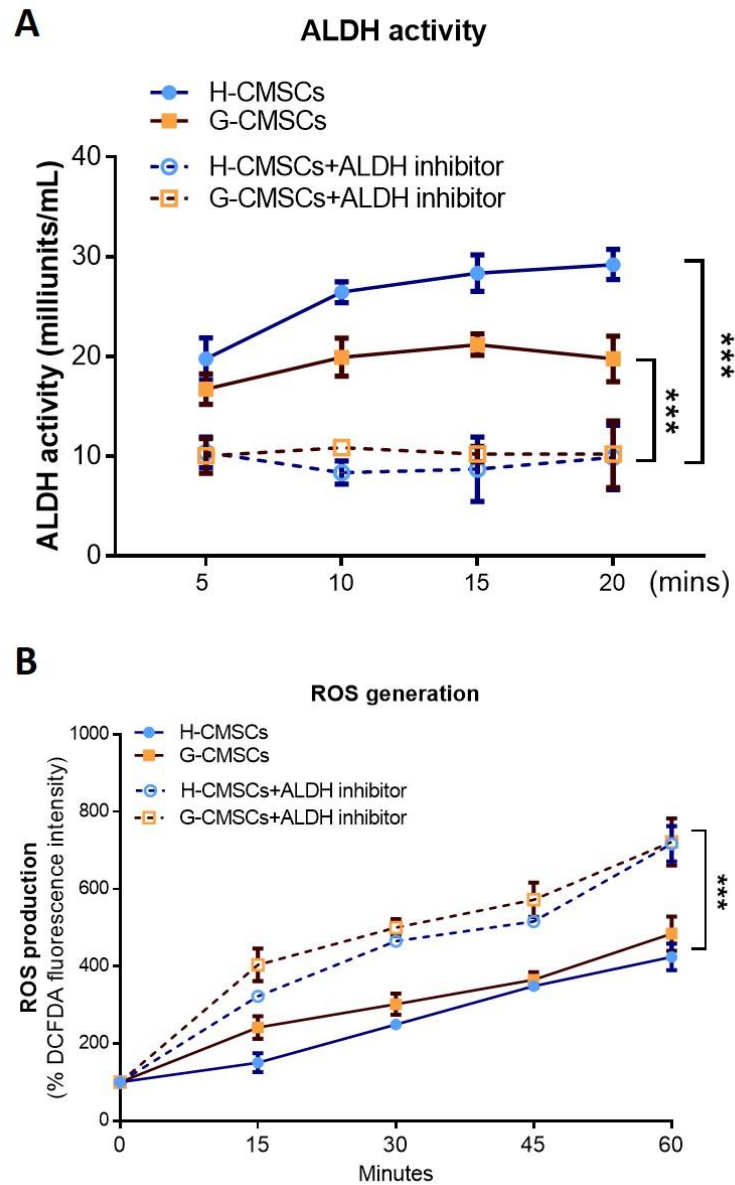 A
ALDH activity
H-CMSCs
G-CMSCs
H-CMSCs+ALDH inhibitor
G-CMSCs+ALDH inhibitor
ALDH activity (milliunits/mL)
40
30
20
10
0
5 10 15 20 (mins)
***
***
B
ROS generation
H-CMSCs
G-CMSCs
H-CMSCs+ALDH inhibitor
G-CMSCs+ALDH inhibitor
ROS production
(% DCFDA fluorescence intensity)
1000
800
600
400
200
0
0 15 30 45 60
Minutes
***